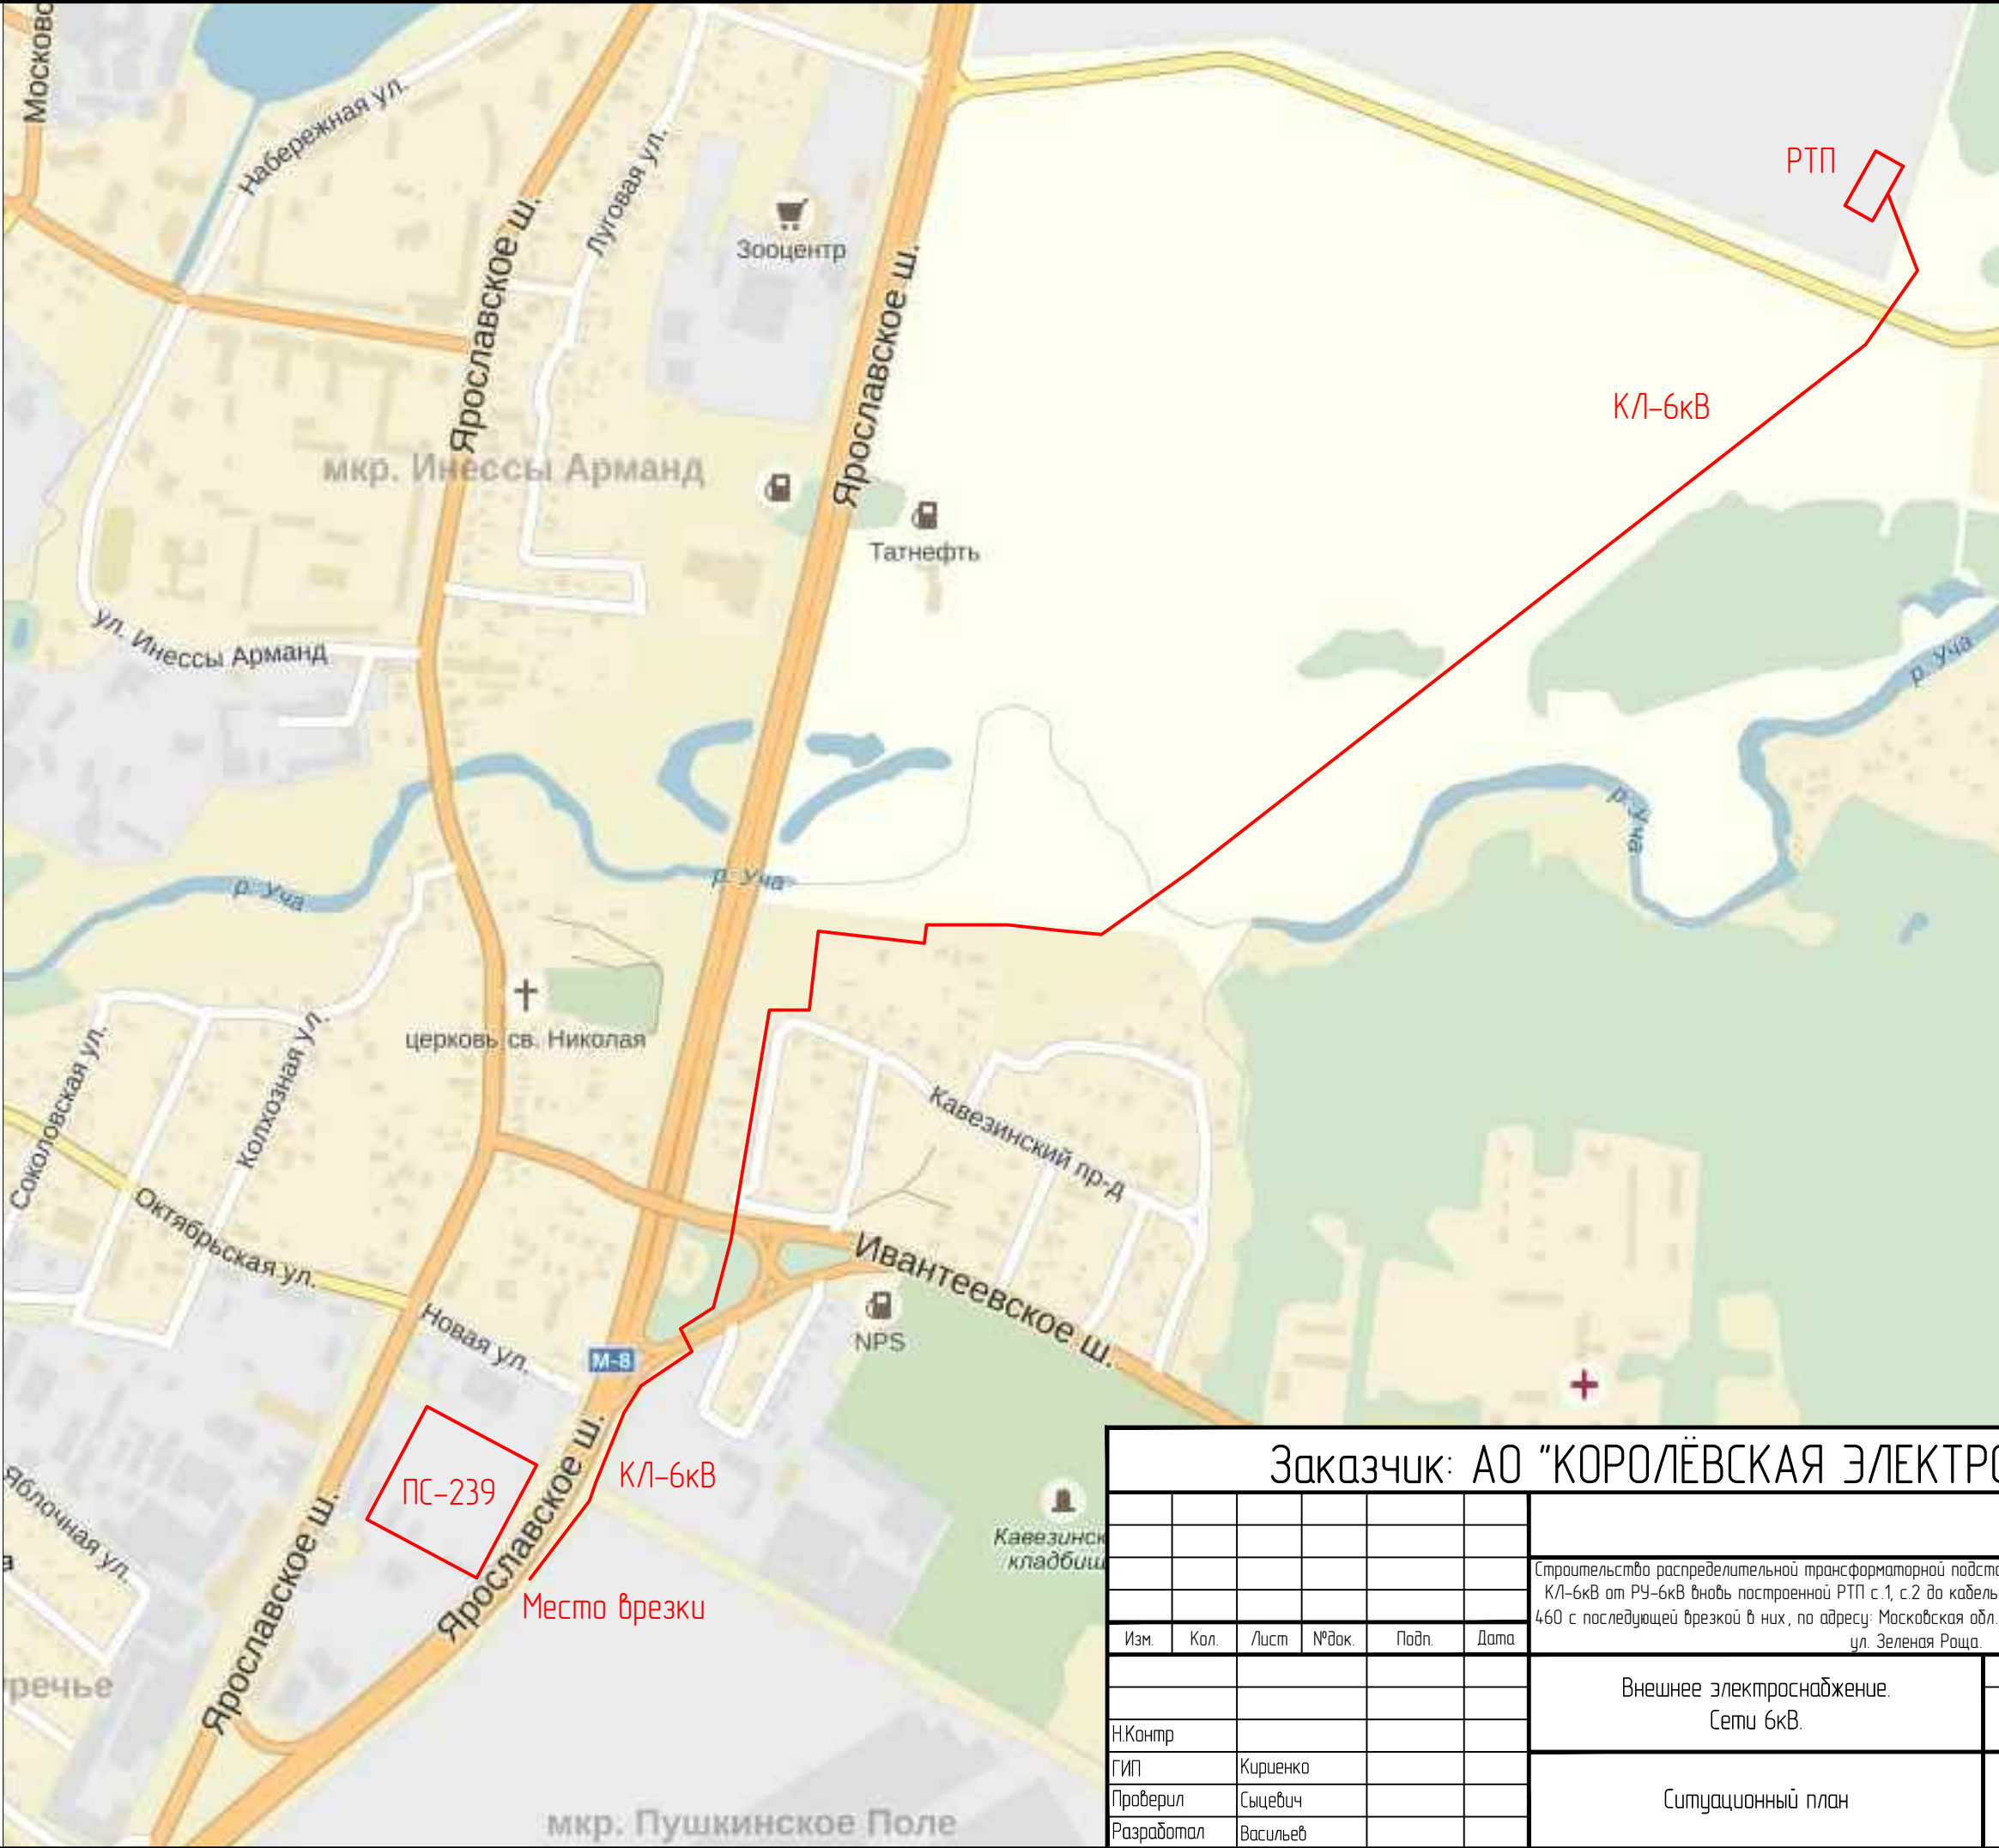 Московс
Набережная ул.
Луговая ул.
Ярославское ш.
Зооцентр
Ярославское ш.
РТП
КЛ-6кВ
мкр. Инессы Арманд
Татнефть
ул. Инессы Арманд
р. Уча
р. Уча
р. Уча
р. Уча
церковь св. Николая
Соколовская ул.
Колхозная ул.
Кавезинский пр-д
Октябрьская ул.
Ивантеевское ш.
Новая ул.
М-8
NPS
ПС-239
КЛ-6кВ
Ярославское ш.
Ярославское ш.
Яблочная ул.
а
Место врезки
Кавезинск
кладбищ
речье
мкр. Пушкинское Поле
Заказчик: АО "КОРОЛЁВСКАЯ ЭЛЕКТРО
Строительство распределительной трансформаторной подста
КЛ-6кВ от РУ-6кВ вновь построенной РТП с.1, с.2 до кабель
460 с последующей врезкой в них, по адресу: Московская обл.
ул. Зеленая Роща.
Изм. Кол. Лист №док. Подп. Дата
Внешнее электроснабжение.
Сети 6кВ.
Н.Контр
ГИП Кириенко
Проверил Сыцевич
Разработал Васильев
Ситуационный план